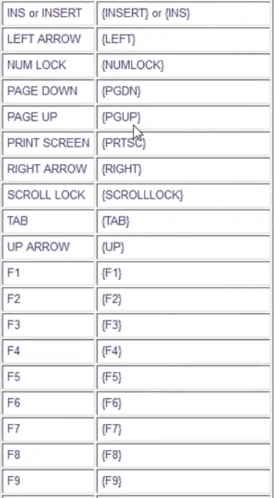 INS or INSERT {INSERT} or {INS}
LEFT ARROW {LEFT}
NUM LOCK {NUMLOCK}
PAGE DOWN {PGDN}
PAGE UP {PGUP}
PRINT SCREEN {PRTSC}
RIGHT ARROW {RIGHT}
SCROLL LOCK {SCROLLLOCK}
TAB {TAB}
UP ARROW {UP}
F1 {F1}
F2 {F2}
F3 {F3}
F4 {F4}
F5 {F5}
F6 {F6}
F7 {F7}
F8 {F8}
F9 {F9}